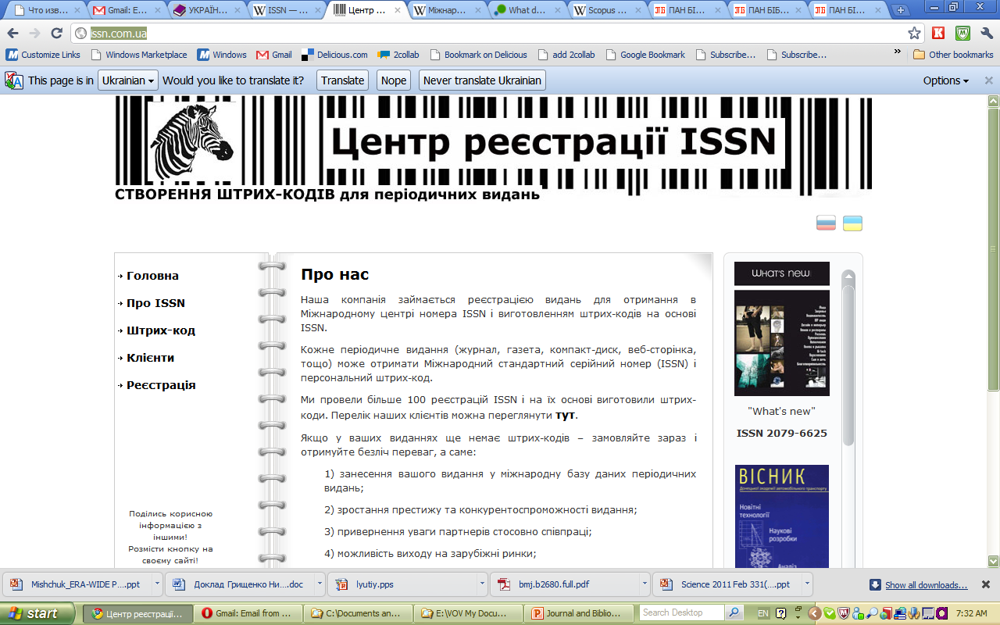 Что изв...
Gmail: E...
УКРАЇН...
ISSN — ...
Центр ...
Міжнар...
What d...
Scopus ...
ПАН БІ...
ПАН БІБ...
ПАН БІ...
issn.com.ua
Customize Links
Windows Marketplace
Windows
Gmail
Delicious.com
2collab
Bookmark on Delicious
add 2collab
Google Bookmark
Subscribe...
Subscribe...
»
Other bookmarks
This page is in Ukrainian Would you like to translate it? Translate Nope Never translate Ukrainian Options
Центр реєстрації ISSN
СТВОРЕННЯ ШТРИХ-КОДІВ для періодичних видань
Головна
Про ISSN
Штрих-код
Клієнти
Реєстрація
Поділись корисною
інформацією з
іншими!
Розмісти кнопку на
своєму сайті!
Про нас
Наша компанія займається реєстрацією видань для отримання в
Міжнародному центрі номера ISSN і виготовленням штрих-кодів на основі
ISSN.
Кожне періодичне видання (журнал, газета, компакт-диск, веб-сторінка,
тощо) може отримати Міжнародний стандартний серійний номер (ISSN) і
персональний штрих-код.
Ми провели більше 100 реєстрацій ISSN і на їх основі виготовили штрих-
коди. Перелік наших клієнтів можна переглянути тут.
Якщо у ваших виданнях ще немає штрих-кодів – замовляйте зараз і
отримуйте безліч переваг, а саме:
1) занесення вашого видання у міжнародну базу даних періодичних
видань;
2) зростання престижу та конкурентоспроможності видання;
3) привернення уваги партнерів стосовно співпраці;
4) можливість виходу на зарубіжні ринки;
WHAT'S NEW
"What's new"
ISSN 2079-6625
ВІСНИК
Донецької академії автомобільного транспорту
Новітні
технології
Наукові
розробки
Аналіз
Mishchuk_ERA-WIDE P....ppt
Доклад Грищенко Ни....doc
lyutiy.pps
bmj.b2680.full.pdf
Science 2011 Feb 331(....ppt
Show all downloads...
start
Центр реєстрації...
Gmail: Email from ...
C:\Documents an...
E:\VOV My Docu...
Journal and Biblio...
Search Desktop
EN
7:32 AM